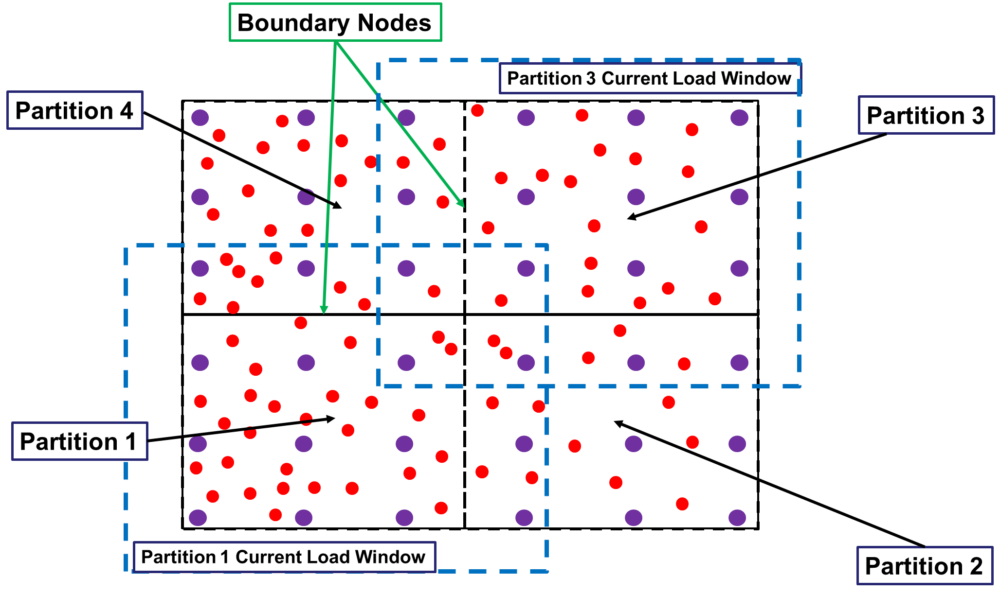 Boundary Nodes
Partition 3 Current Load Window
Partition 4
Partition 3
Partition 1
Partition 1 Current Load Window
Partition 2